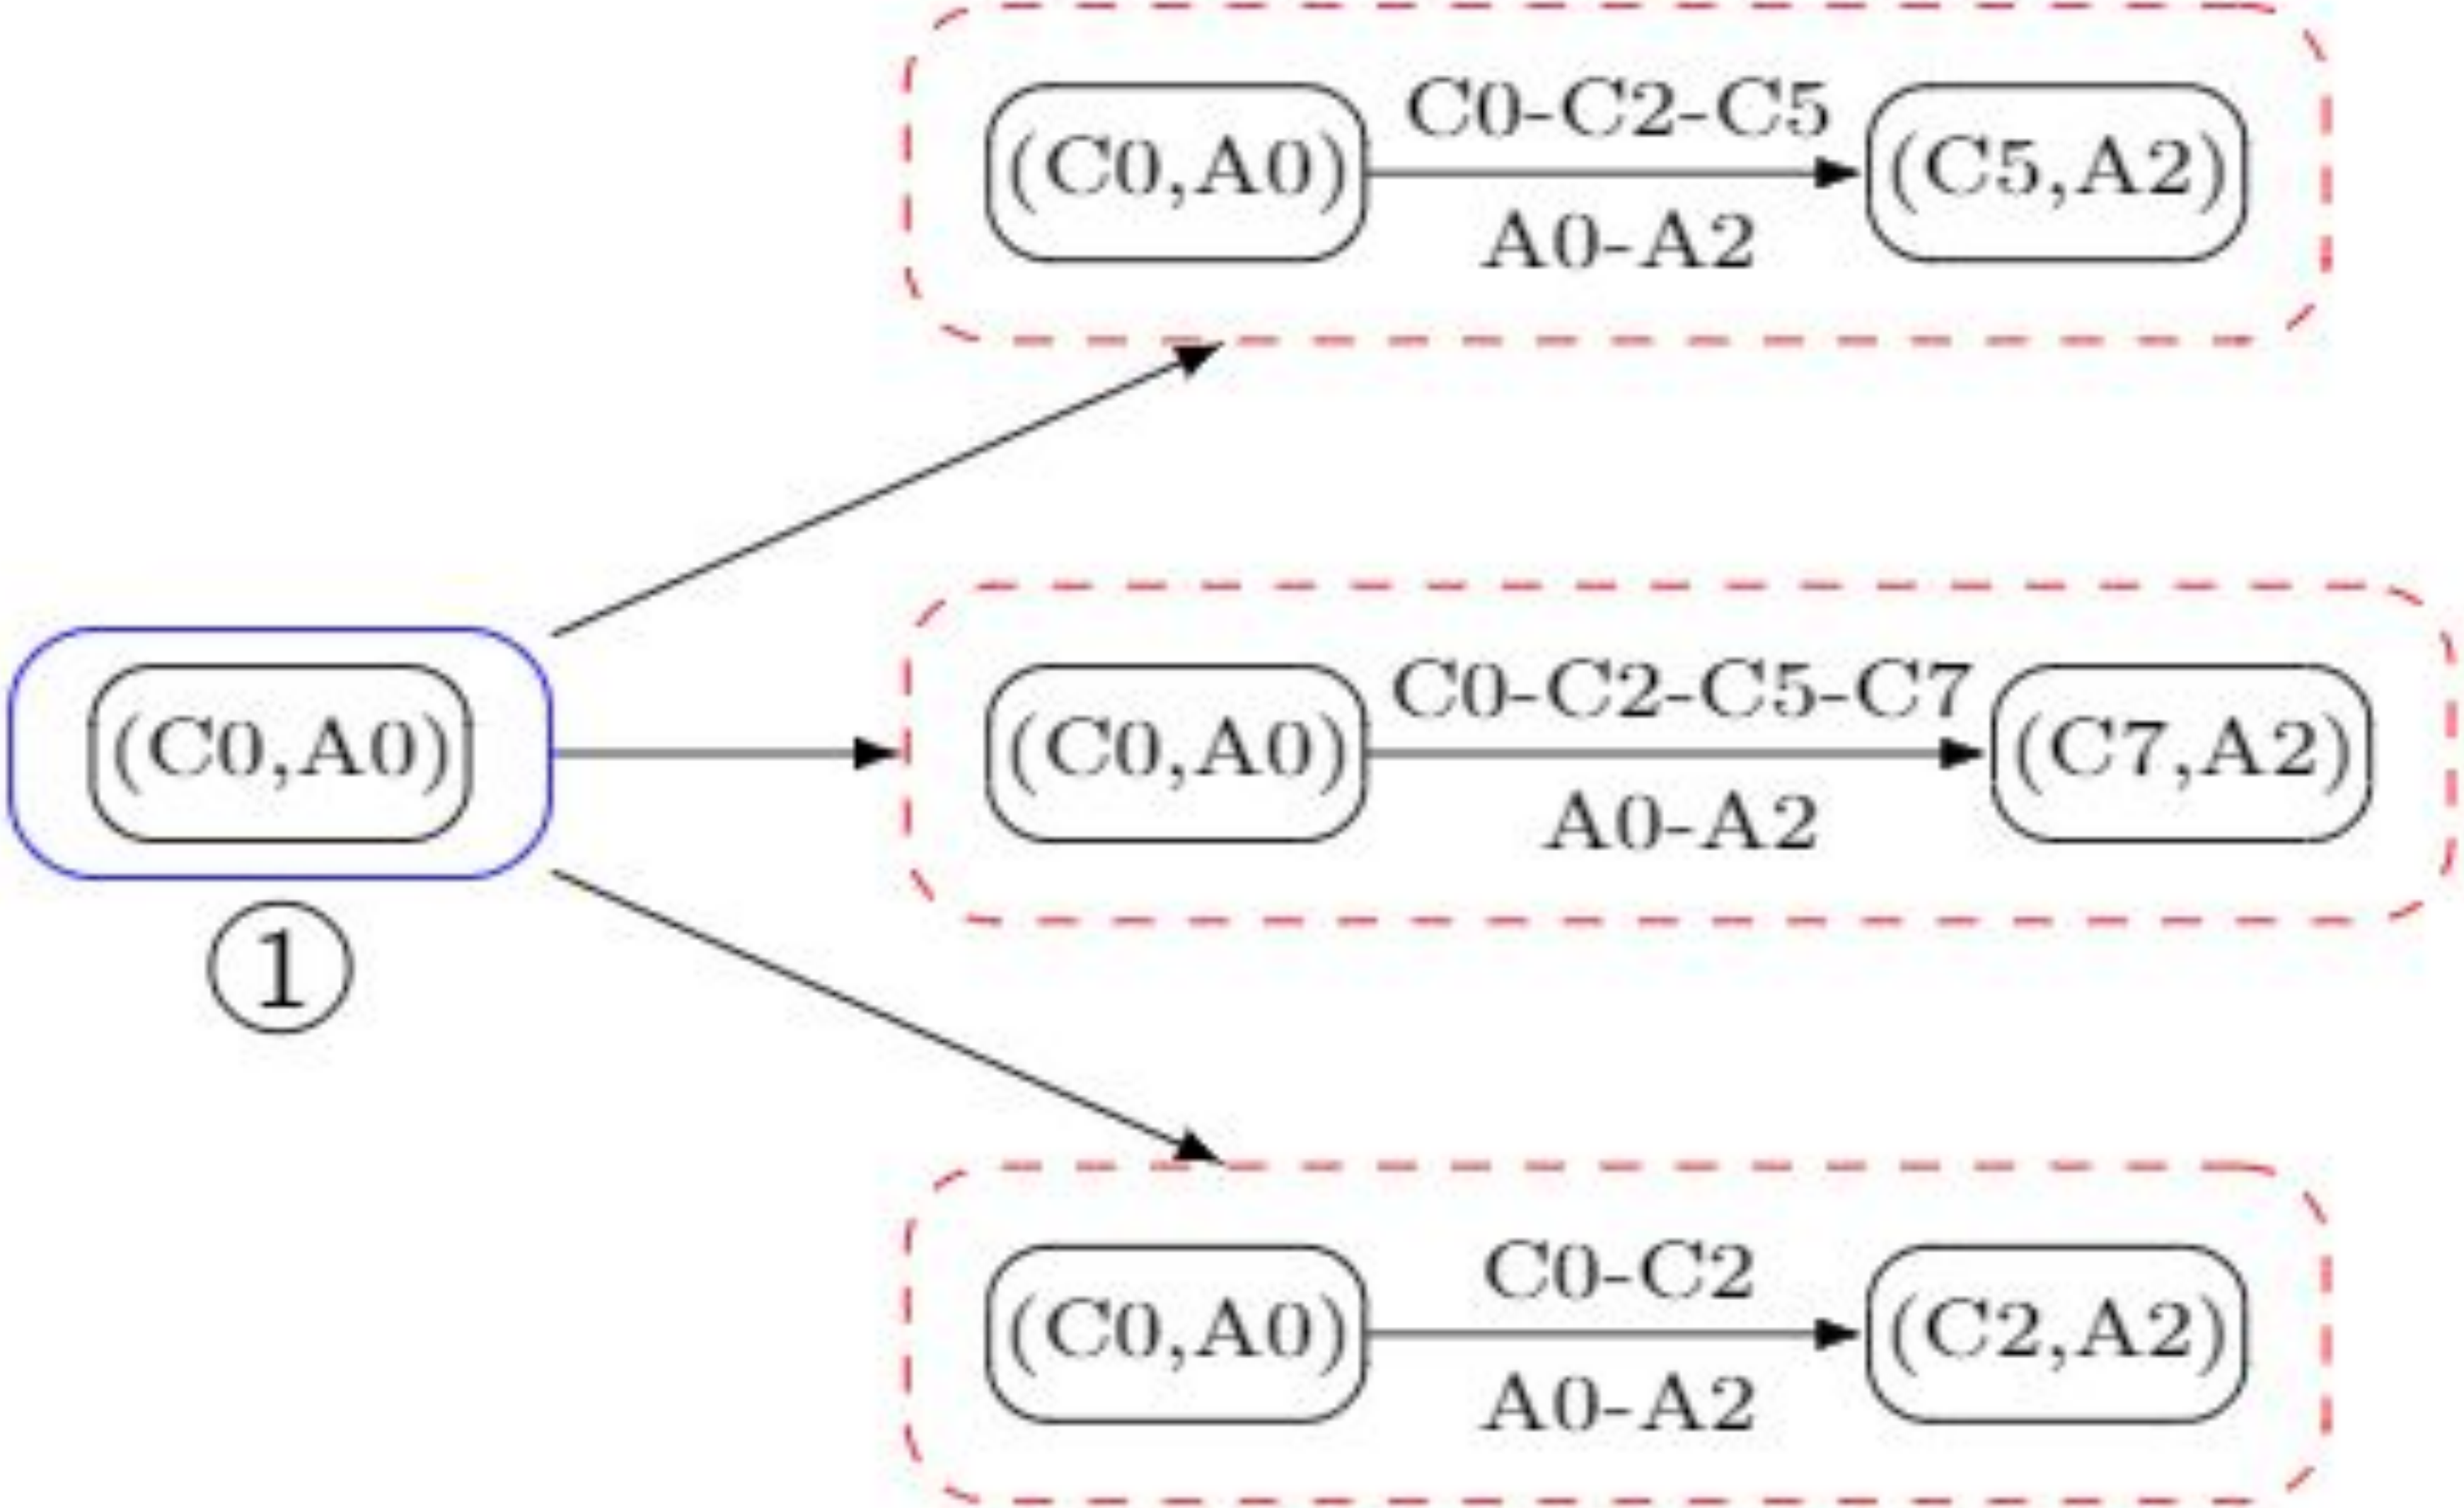 C0-C2-C5
(C0,A0)
(C5,A2)
A0-A2
C0-C2-C5-C7
(C0,A0)
(C0,A0)
(C7,A2)
A0-A2
1
C0-C2
(C0,A0)
(C2,A2)
A0-A2